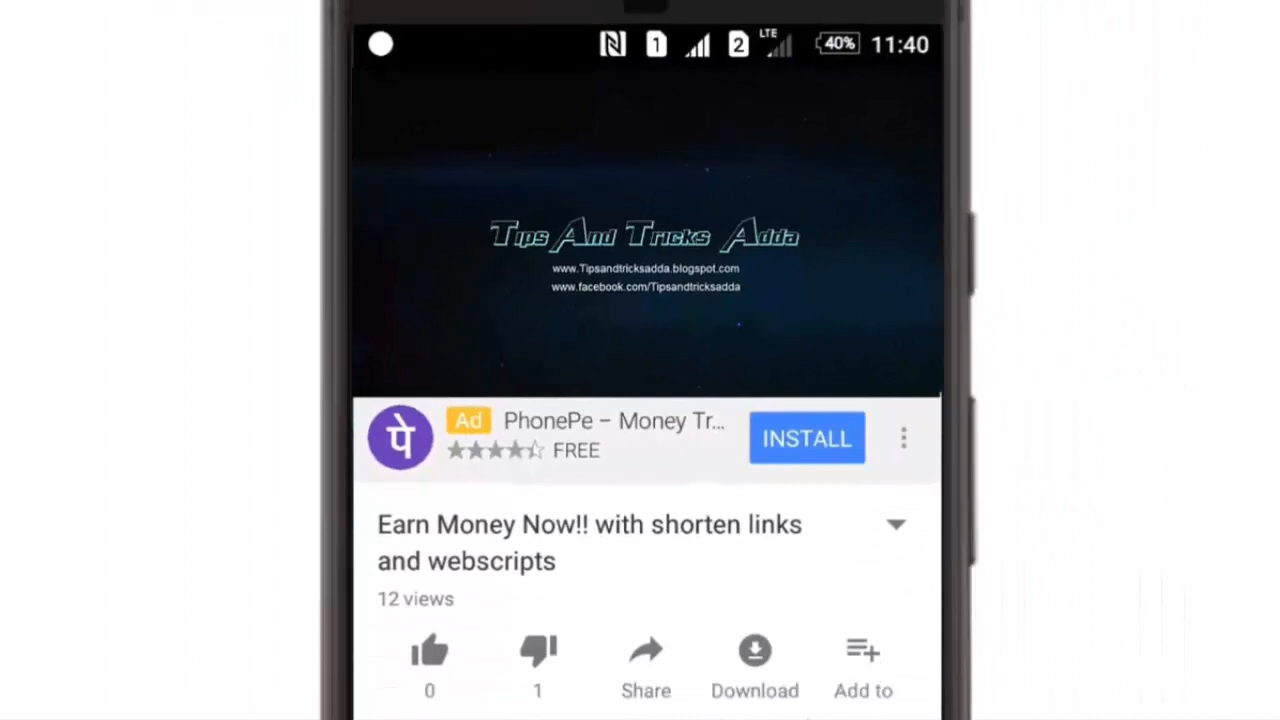 1 2 LTE 40% 11:40
Tips And Tricks Adda
www.Tipsandtricksadda.blogspot.com
www.facebook.com/Tipsandtricksadda
पे
Ad PhonePe – Money Tr...
FREE
INSTALL
Earn Money Now!! with shorten links
and webscripts
12 views
0 1 Share Download Add to